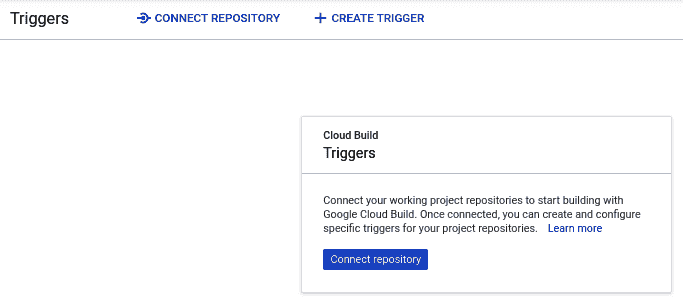 Triggers CONNECT REPOSITORY CREATE TRIGGER
Cloud Build
Triggers
Connect your working project repositories to start building with
Google Cloud Build. Once connected, you can create and configure
specific triggers for your project repositories. Learn more
Connect repository